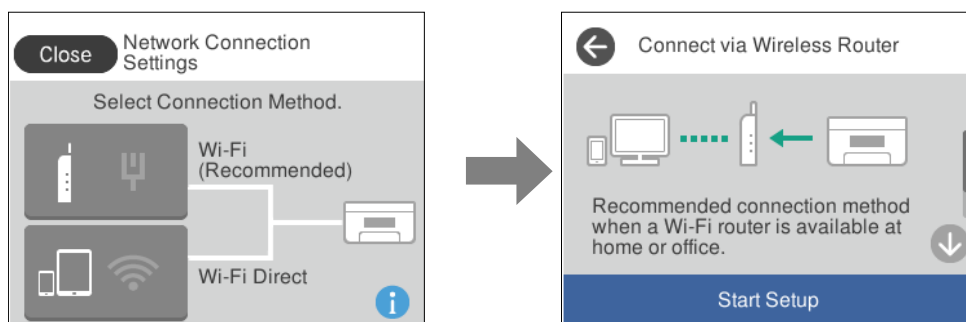 Close
Network Connection
Settings
Select Connection Method.
Wi-Fi
(Recommended)
Wi-Fi Direct
i
Connect via Wireless Router
Recommended connection method
when a Wi-Fi router is available at
home or office.
Start Setup